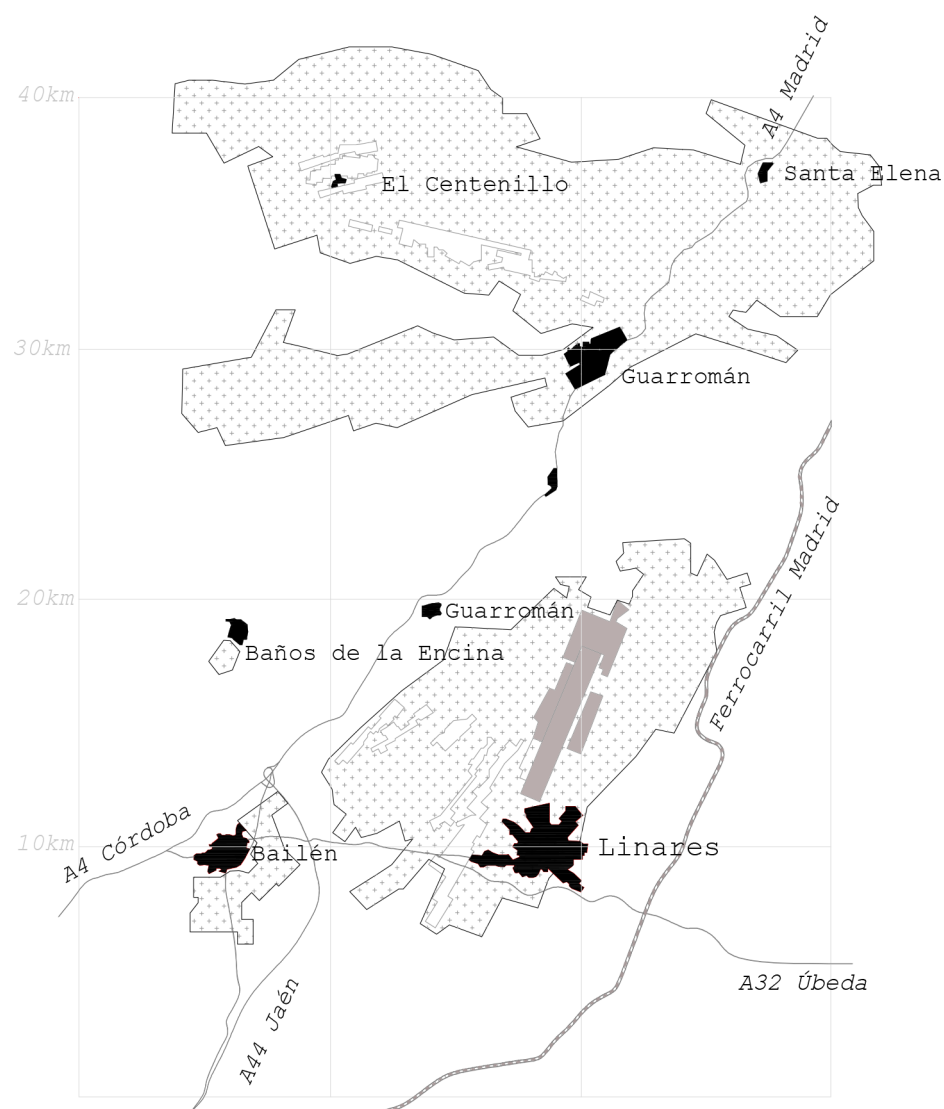 A4 Madrid
40km
Santa Elena
El Centenillo
30km
Guarromán
Ferrocarril Madrid
20km
Guarromán
Baños de la Encina
A4 Córdoba
10km
Bailén
Linares
A32 Úbeda
A44 Jaén